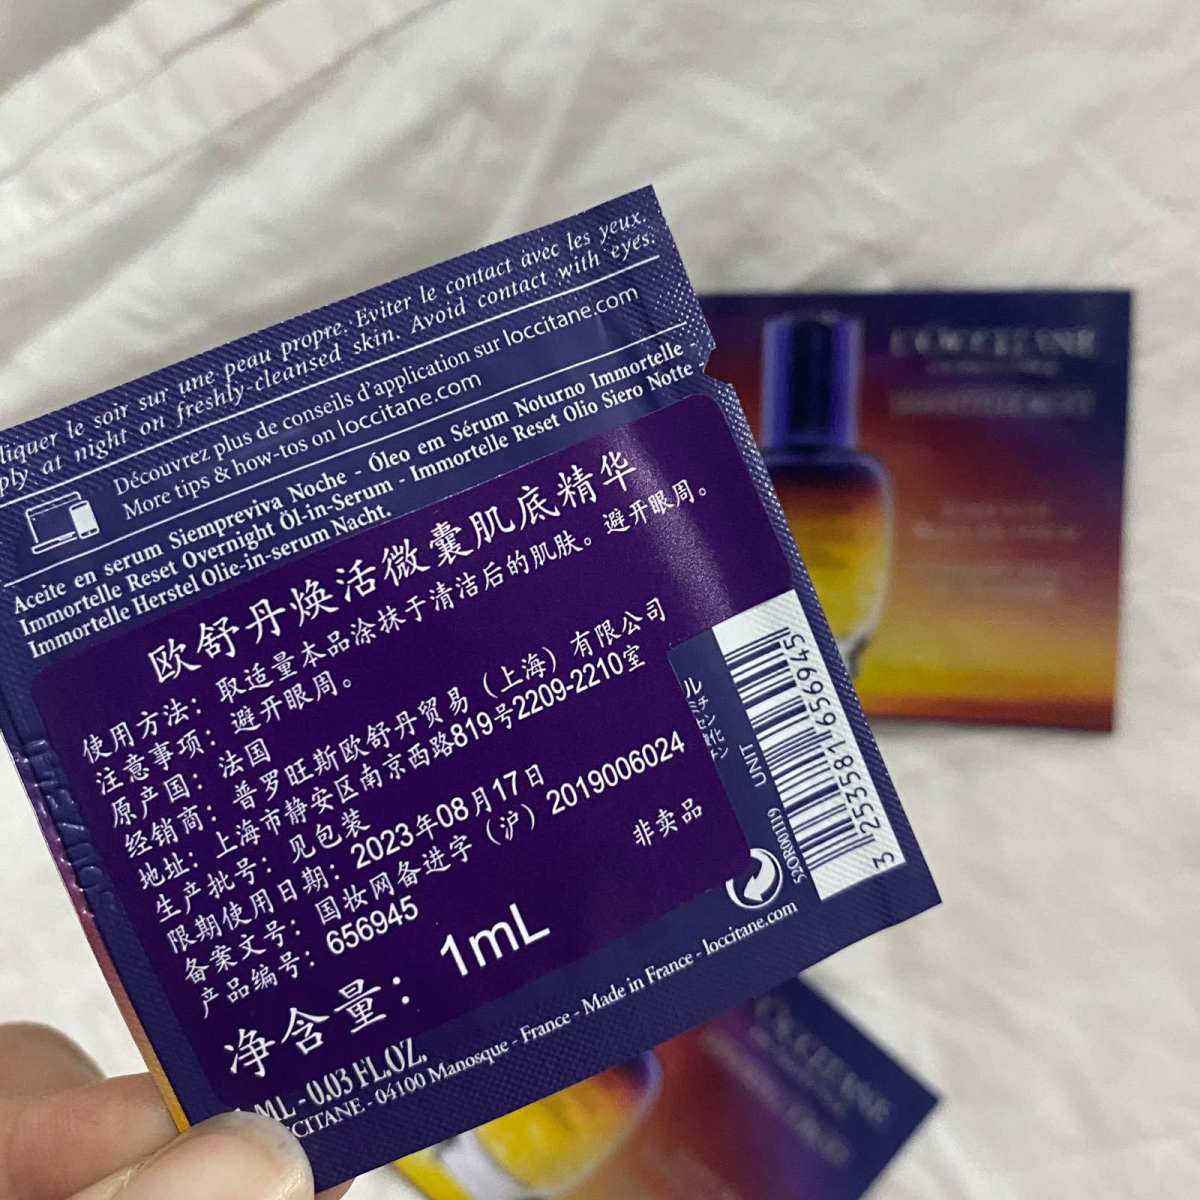 le soir sur une peau propre. Eviter le contact avec les yeux.
at night on freshly-cleansed skin. Avoid contact with eyes.
Découvrez plus de conseils d'application sur loccitane.com
More tips & how-tos on loccitane.com
Aceite en serum Siempreviva Noche - Óleo em Sérum Noturno Immortelle
Immortelle Reset Overnight Öl-in-Serum - Immortelle Reset Olio Siero Notte
Immortelle Herstel Olie-in-serum Nacht.
欧舒丹焕活微囊肌底精华
使用方法：取适量本品涂抹于清洁后的肌肤。避开眼周。
注意事项：避开眼周。
原产国：法国
经销商：普罗旺斯欧舒丹贸易（上海）有限公司
地址：上海市静安区南京西路819号2209-2210室
生产批号：见包装
限期使用日期：2023年08月17日
备案文号：国妆网备进字（沪）2019006024
产品编号：656945
非卖品
净含量：1mL
UNIT
52OR00119
3 253581 656945
ML - 0.03 FL.OZ.
CITANE - 04100 Manosque - France - Made in France - loccitane.com
L'OCCITANE
L'OCCITANE